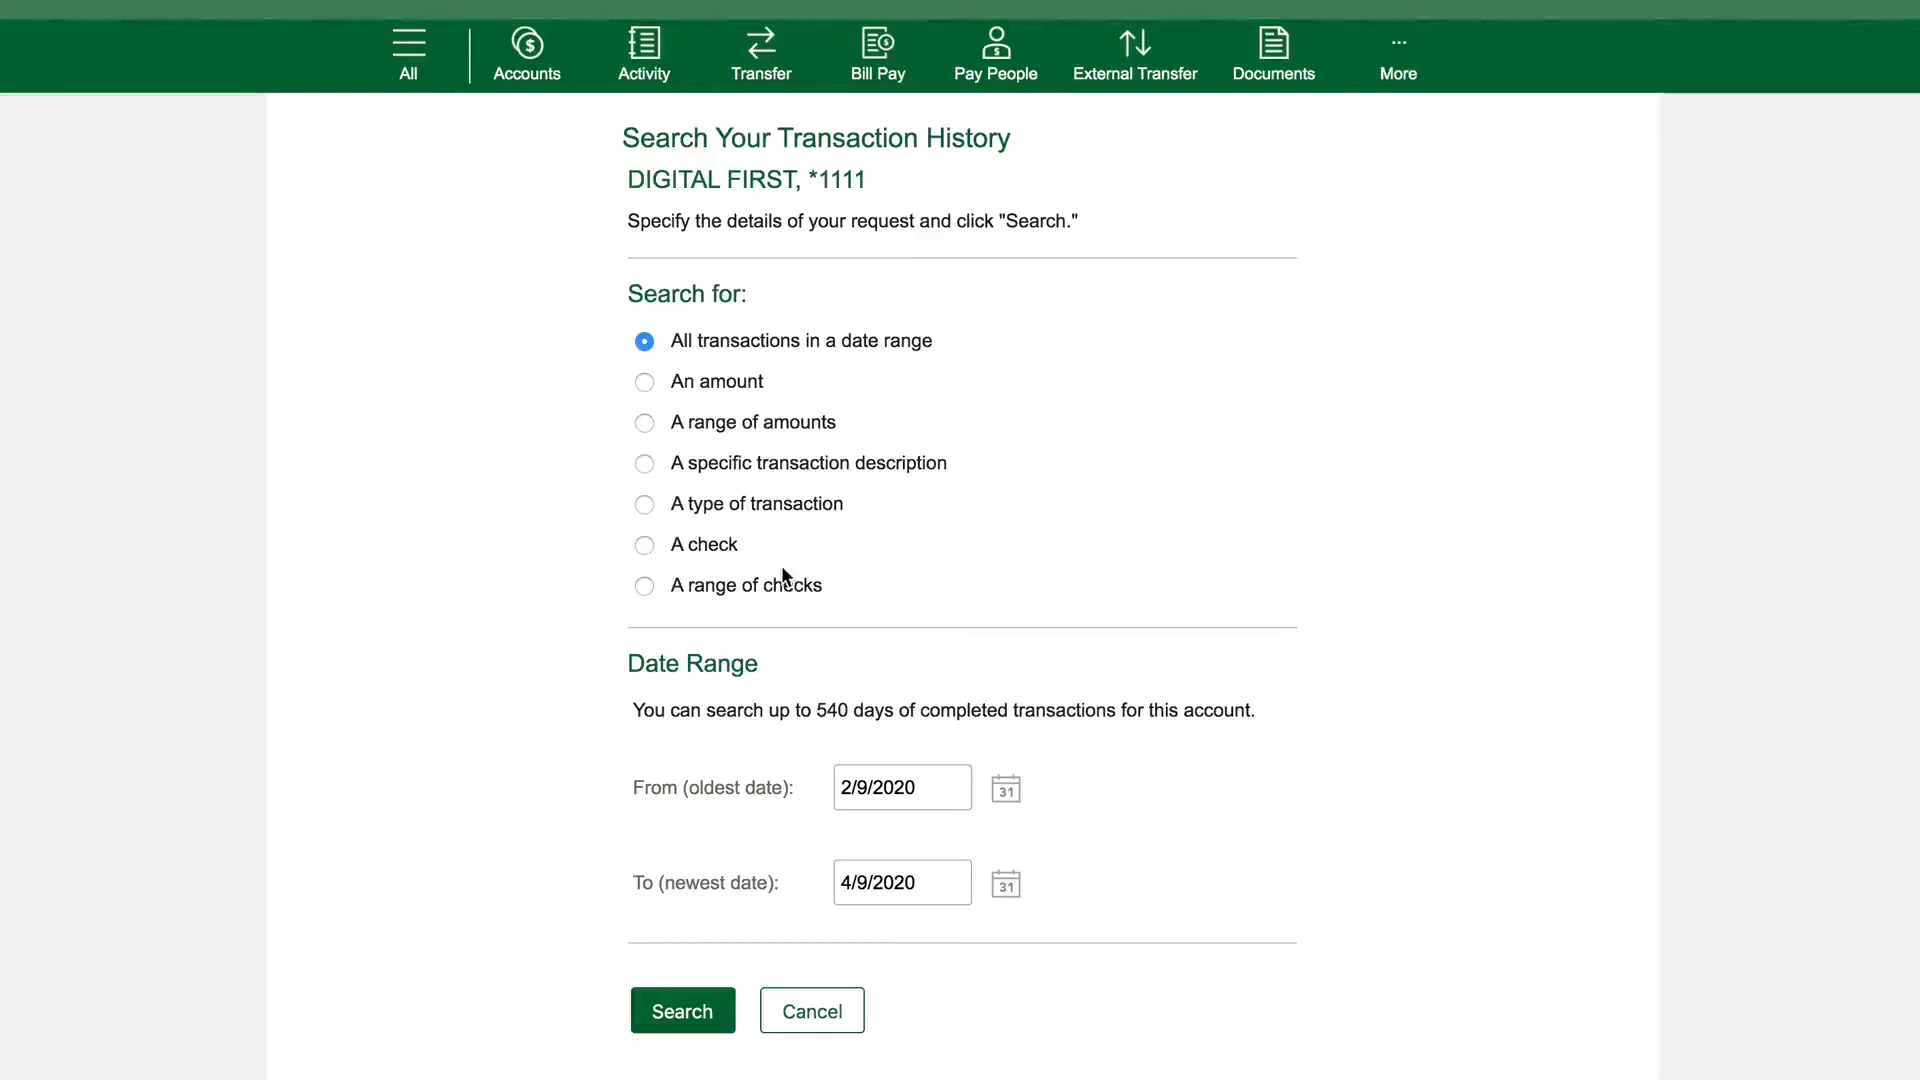 All
Accounts
Activity
Transfer
Bill Pay
Pay People
External Transfer
Documents
...
More
Search Your Transaction History
DIGITAL FIRST, *1111
Specify the details of your request and click "Search."
Search for:
All transactions in a date range
An amount
A range of amounts
A specific transaction description
A type of transaction
A check
A range of checks
Date Range
You can search up to 540 days of completed transactions for this account.
From (oldest date): 2/9/2020 31
To (newest date): 4/9/2020 31
Search Cancel